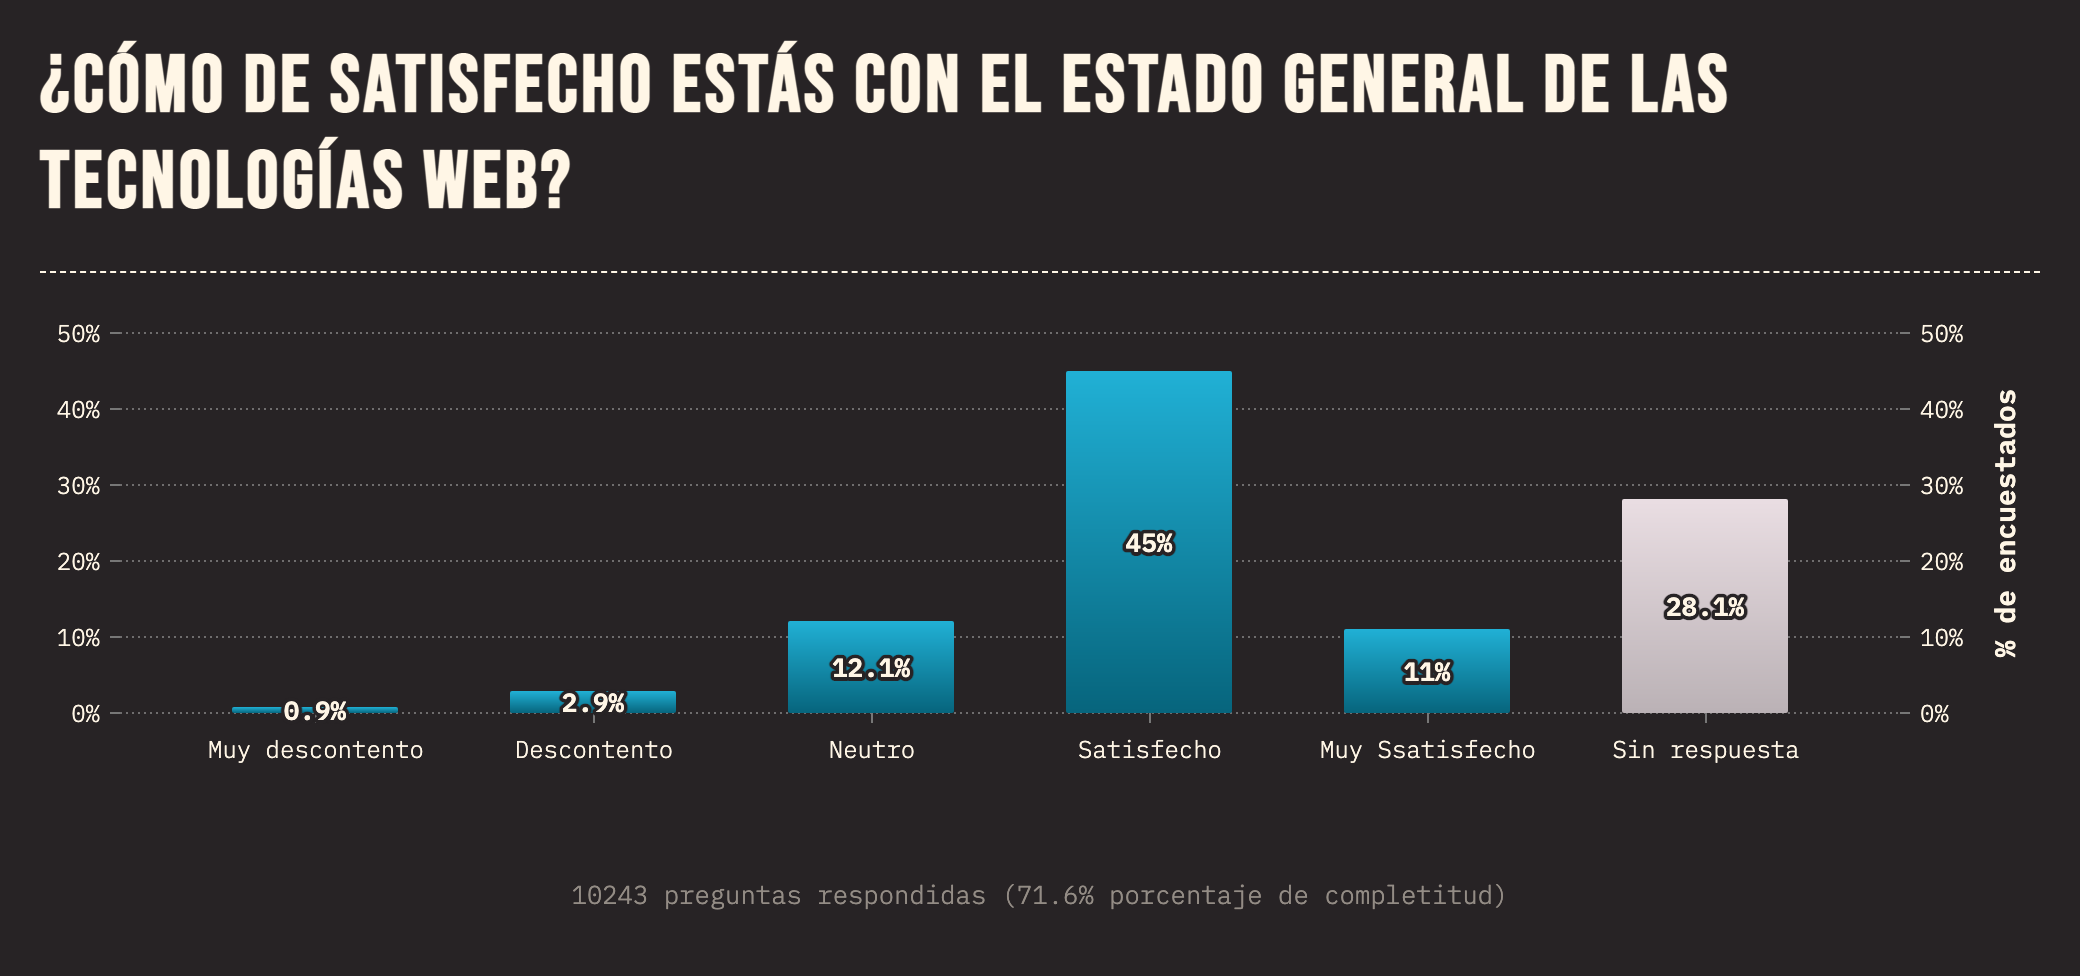 ¿CÓMO DE SATISFECHO ESTÁS CON EL ESTADO GENERAL DE LAS
TECNOLOGÍAS WEB?
50%
40%
30%
20%
10%
0%
0.9%
2.9%
12.1%
45%
11%
28.1%
Muy descontento
Descontento
Neutro
Satisfecho
Muy Ssatisfecho
Sin respuesta
50%
40%
30%
20%
10%
0%
% de encuestados
10243 preguntas respondidas (71.6% porcentaje de completitud)